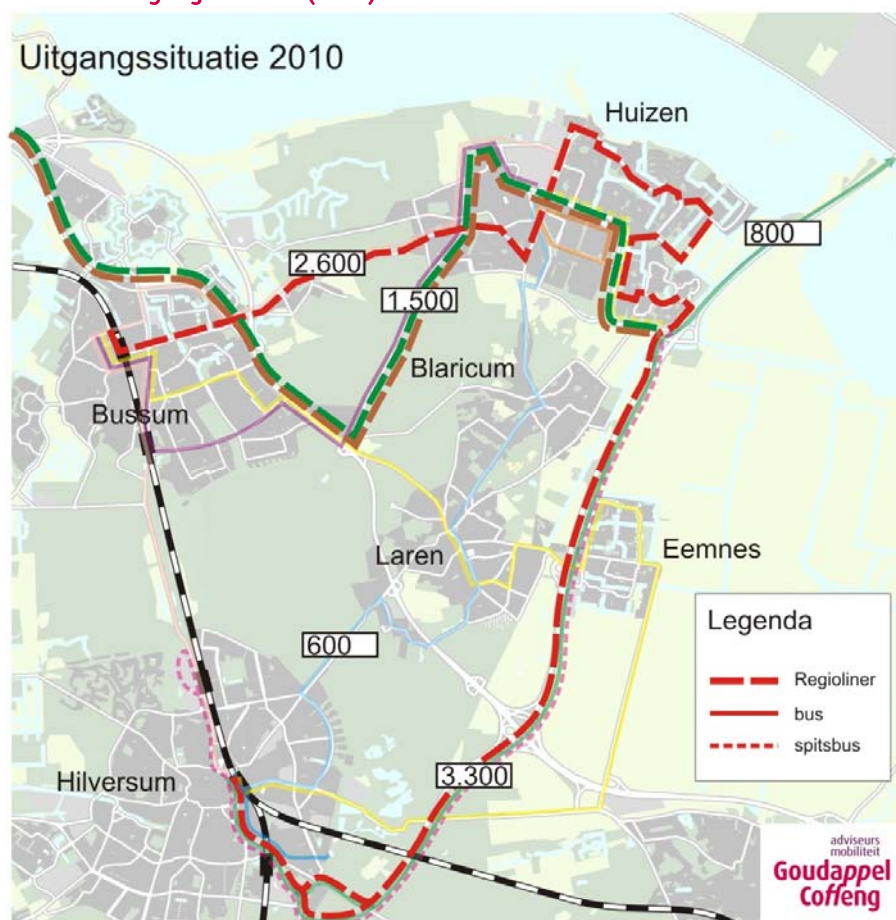 Uitgangssituatie 2010
Huizen
800
2.600
1.500
Blaricum
Bussum
Laren
Eemnes
600
Legenda
Regioliner
bus
spitsbus
Hilversum
3.300
adviseurs
mobiliteit
Goudappel
Coffeng